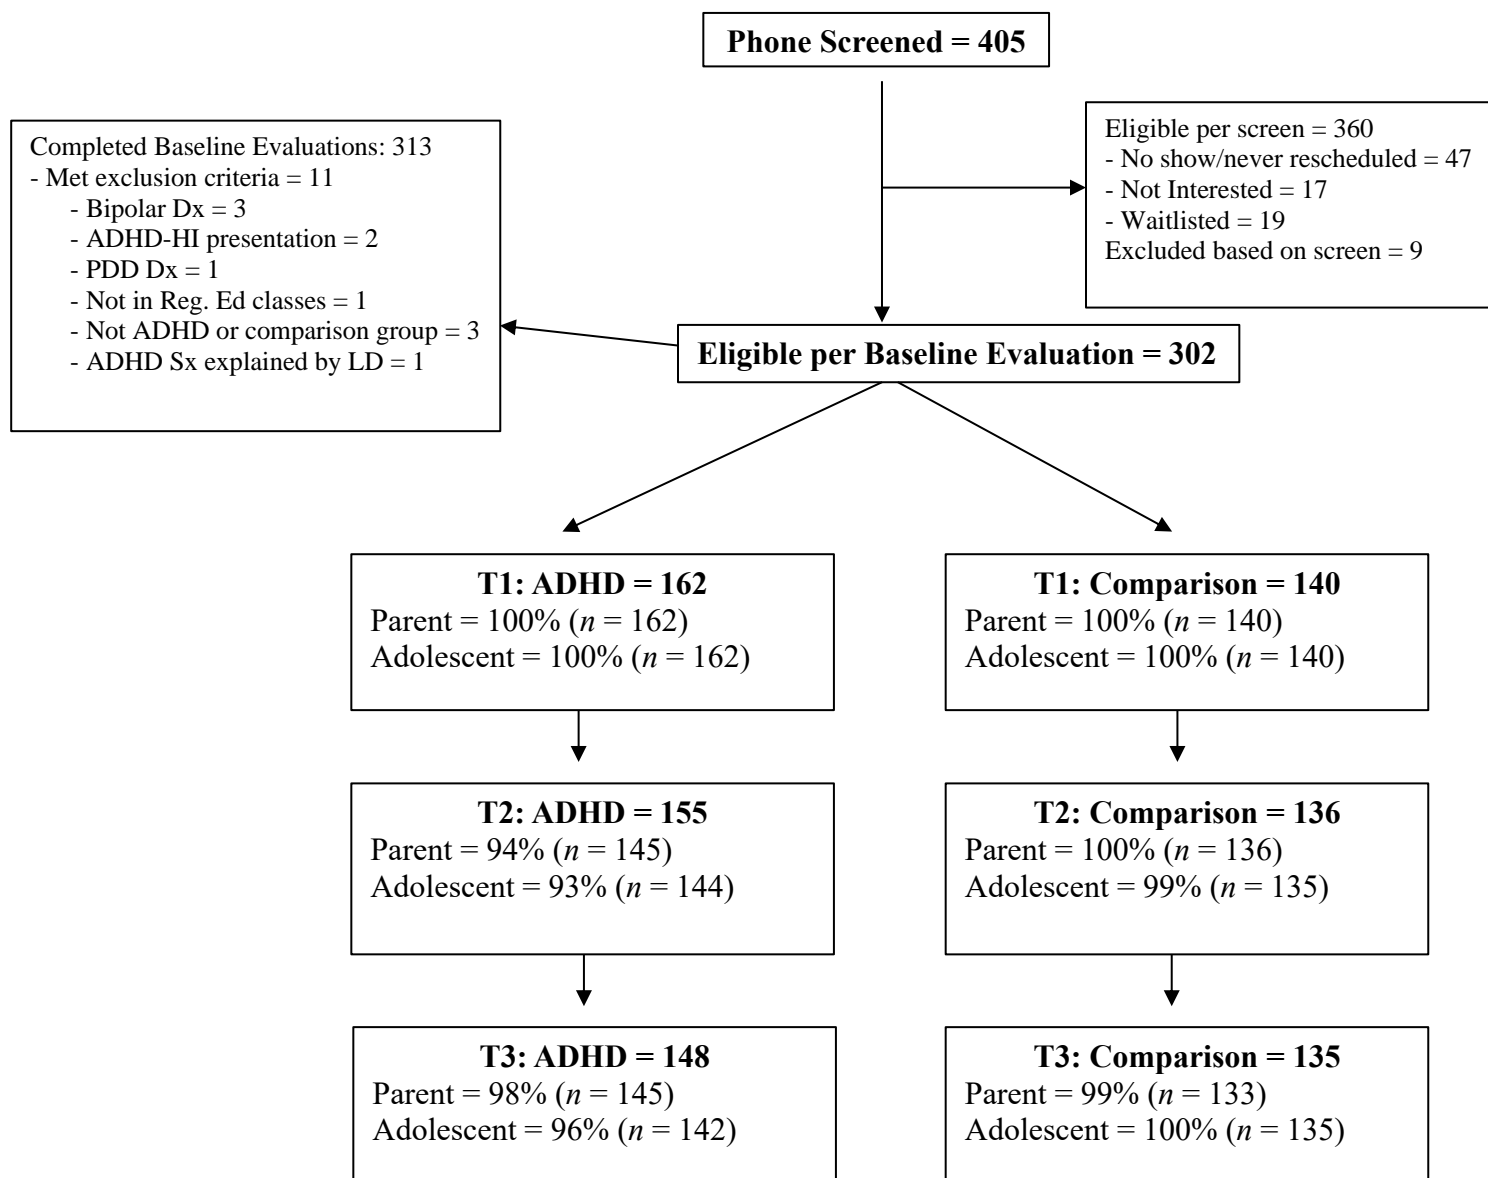 Phone Screened = 405
Eligible per screen = 360
- No show/never rescheduled = 47
- Not Interested = 17
- Waitlisted = 19
Excluded based on screen = 9
Completed Baseline Evaluations: 313
- Met exclusion criteria = 11
- Bipolar Dx = 3
- ADHD-HI presentation = 2
- PDD Dx = 1
- Not in Reg. Ed classes = 1
- Not ADHD or comparison group = 3
- ADHD Sx explained by LD = 1
Eligible per Baseline Evaluation = 302
T1: ADHD = 162
Parent = 100% (n = 162)
Adolescent = 100% (n = 162)
T1: Comparison = 140
Parent = 100% (n = 140)
Adolescent = 100% (n = 140)
T2: ADHD = 155
Parent = 94% (n = 145)
Adolescent = 93% (n = 144)
T2: Comparison = 136
Parent = 100% (n = 136)
Adolescent = 99% (n = 135)
T3: ADHD = 148
Parent = 98% (n = 145)
Adolescent = 96% (n = 142)
T3: Comparison = 135
Parent = 99% (n = 133)
Adolescent = 100% (n = 135)